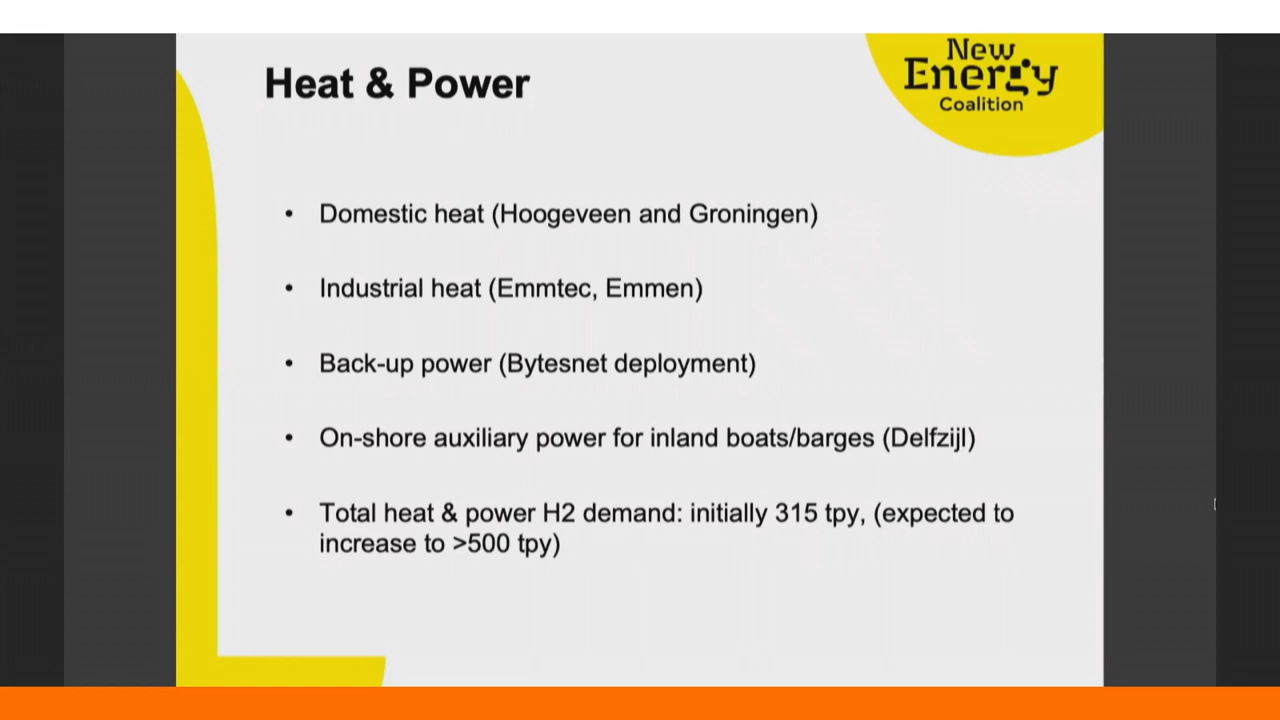 New
Energy
Coalition
Heat & Power
• Domestic heat (Hoogeveen and Groningen)
• Industrial heat (Emmtec, Emmen)
• Back-up power (Bytesnet deployment)
• On-shore auxiliary power for inland boats/barges (Delfzijl)
• Total heat & power H2 demand: initially 315 tpy, (expected to
increase to >500 tpy)